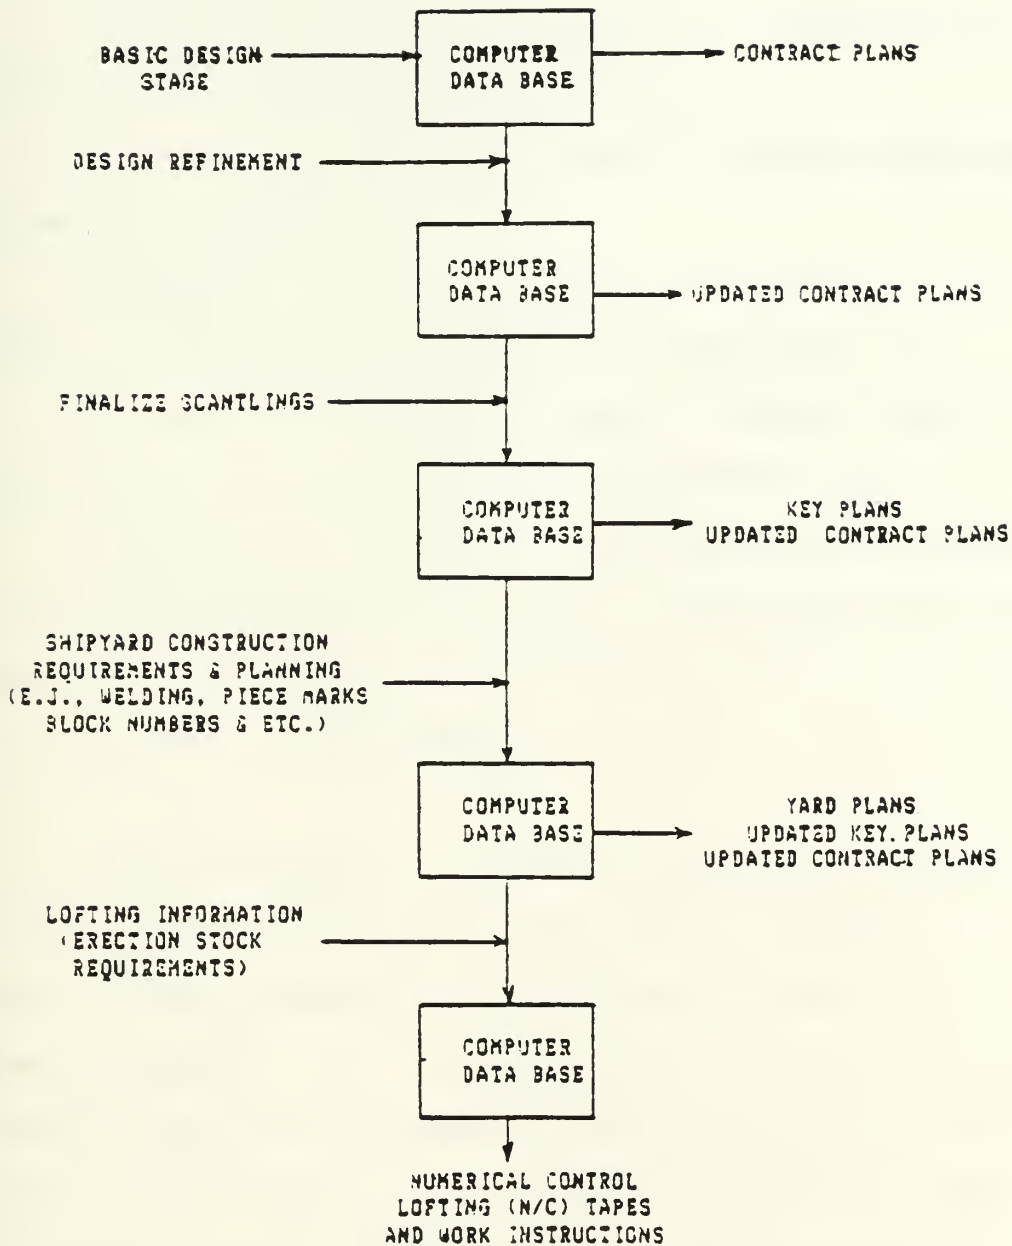 BASIC DESIGN
STAGE
COMPUTER
DATA BASE
CONTRACT PLANS
DESIGN REFINEMENT
COMPUTER
DATA BASE
UPDATED CONTRACT PLANS
FINALIZE SCANTLINGS
COMPUTER
DATA BASE
KEY PLANS
UPDATED CONTRACT PLANS
SHIPYARD CONSTRUCTION
REQUIREMENTS & PLANNING
(E.J., WELDING, PIECE MARKS
BLOCK NUMBERS & ETC.)
COMPUTER
DATA BASE
YARD PLANS
UPDATED KEY. PLANS
UPDATED CONTRACT PLANS
LOFTING INFORMATION
(ERECTION STOCK
REQUIREMENTS)
COMPUTER
DATA BASE
NUMERICAL CONTROL
LOFTING (N/C) TAPES
AND WORK INSTRUCTIONS